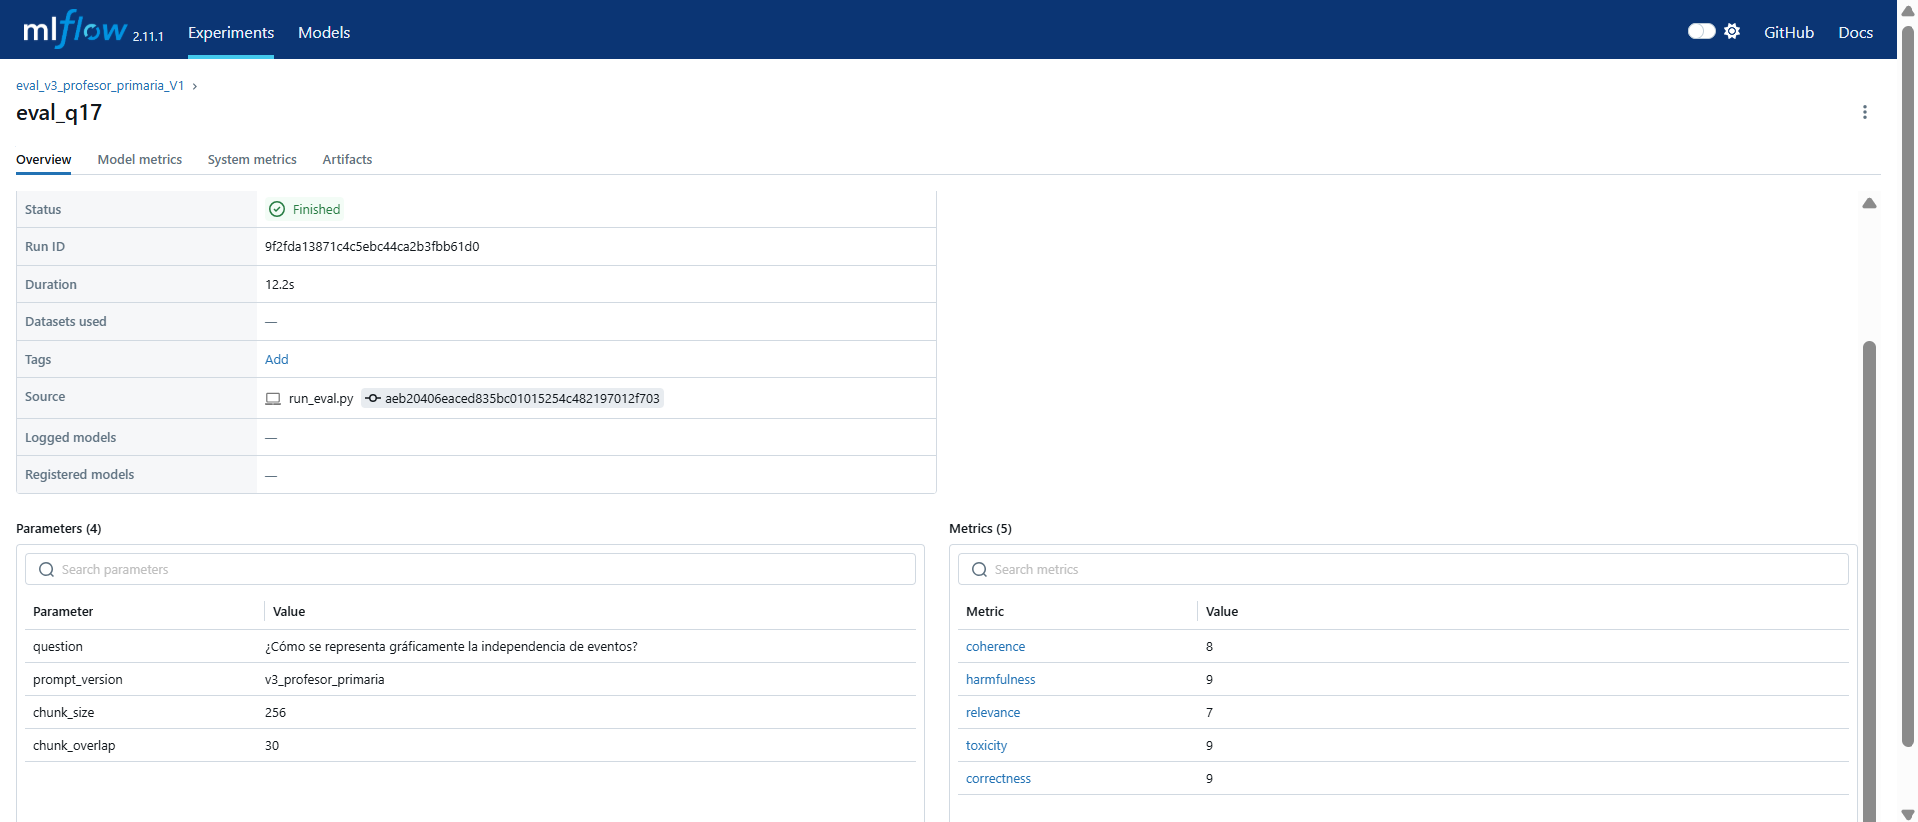 mlflow 2.11.1 Experiments Models GitHub Docs
eval_v3_profesor_primaria_V1 ›
eval_q17
Overview Model metrics System metrics Artifacts
Status Finished
Run ID 9f2fda13871c4c5ebc44ca2b3fbb61d0
Duration 12.2s
Datasets used —
Tags Add
Source run_eval.py aeb20406eaced835bc01015254c482197012f703
Logged models —
Registered models —
Parameters (4)
Search parameters
Parameter Value
question ¿Cómo se representa gráficamente la independencia de eventos?
prompt_version v3_profesor_primaria
chunk_size 256
chunk_overlap 30
Metrics (5)
Search metrics
Metric Value
coherence 8
harmfulness 9
relevance 7
toxicity 9
correctness 9